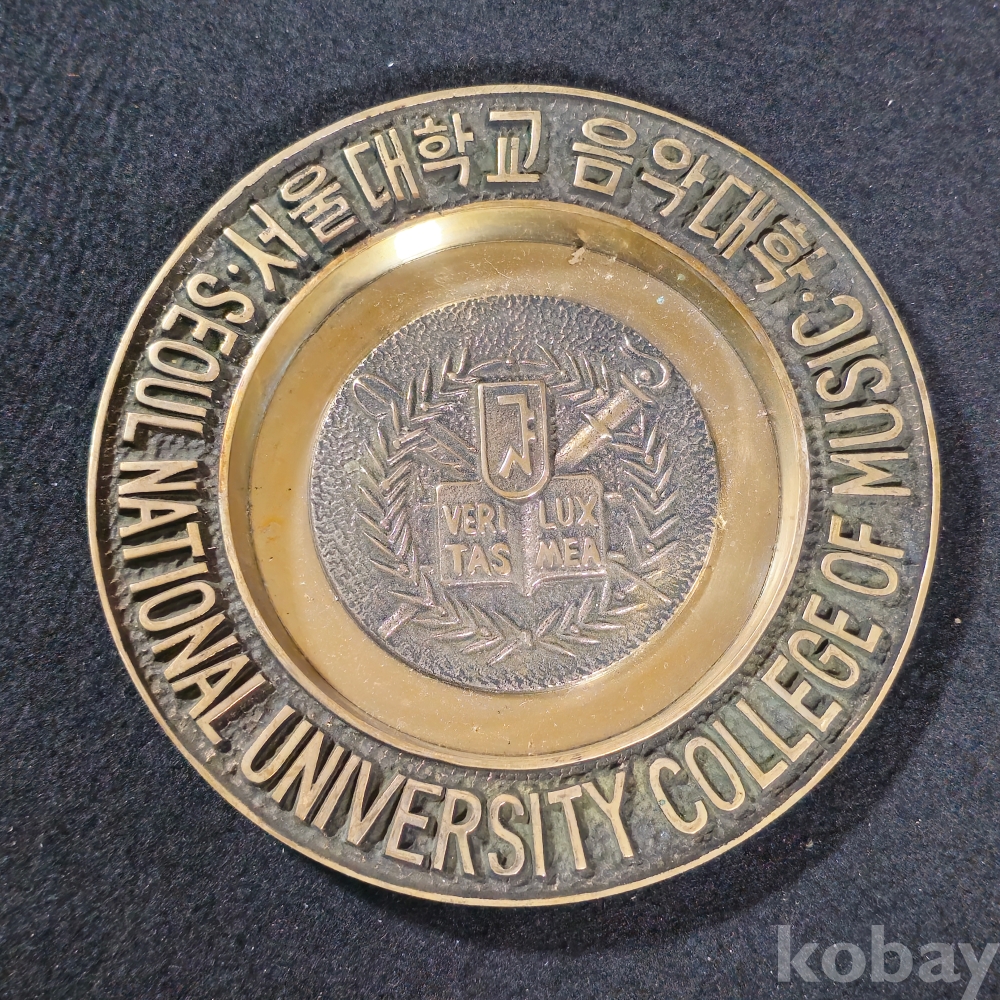 서울대학교 음악대학
SEOUL NATIONAL UNIVERSITY COLLEGE OF MUSIC
VERI LUX
TAS MEA
kobay